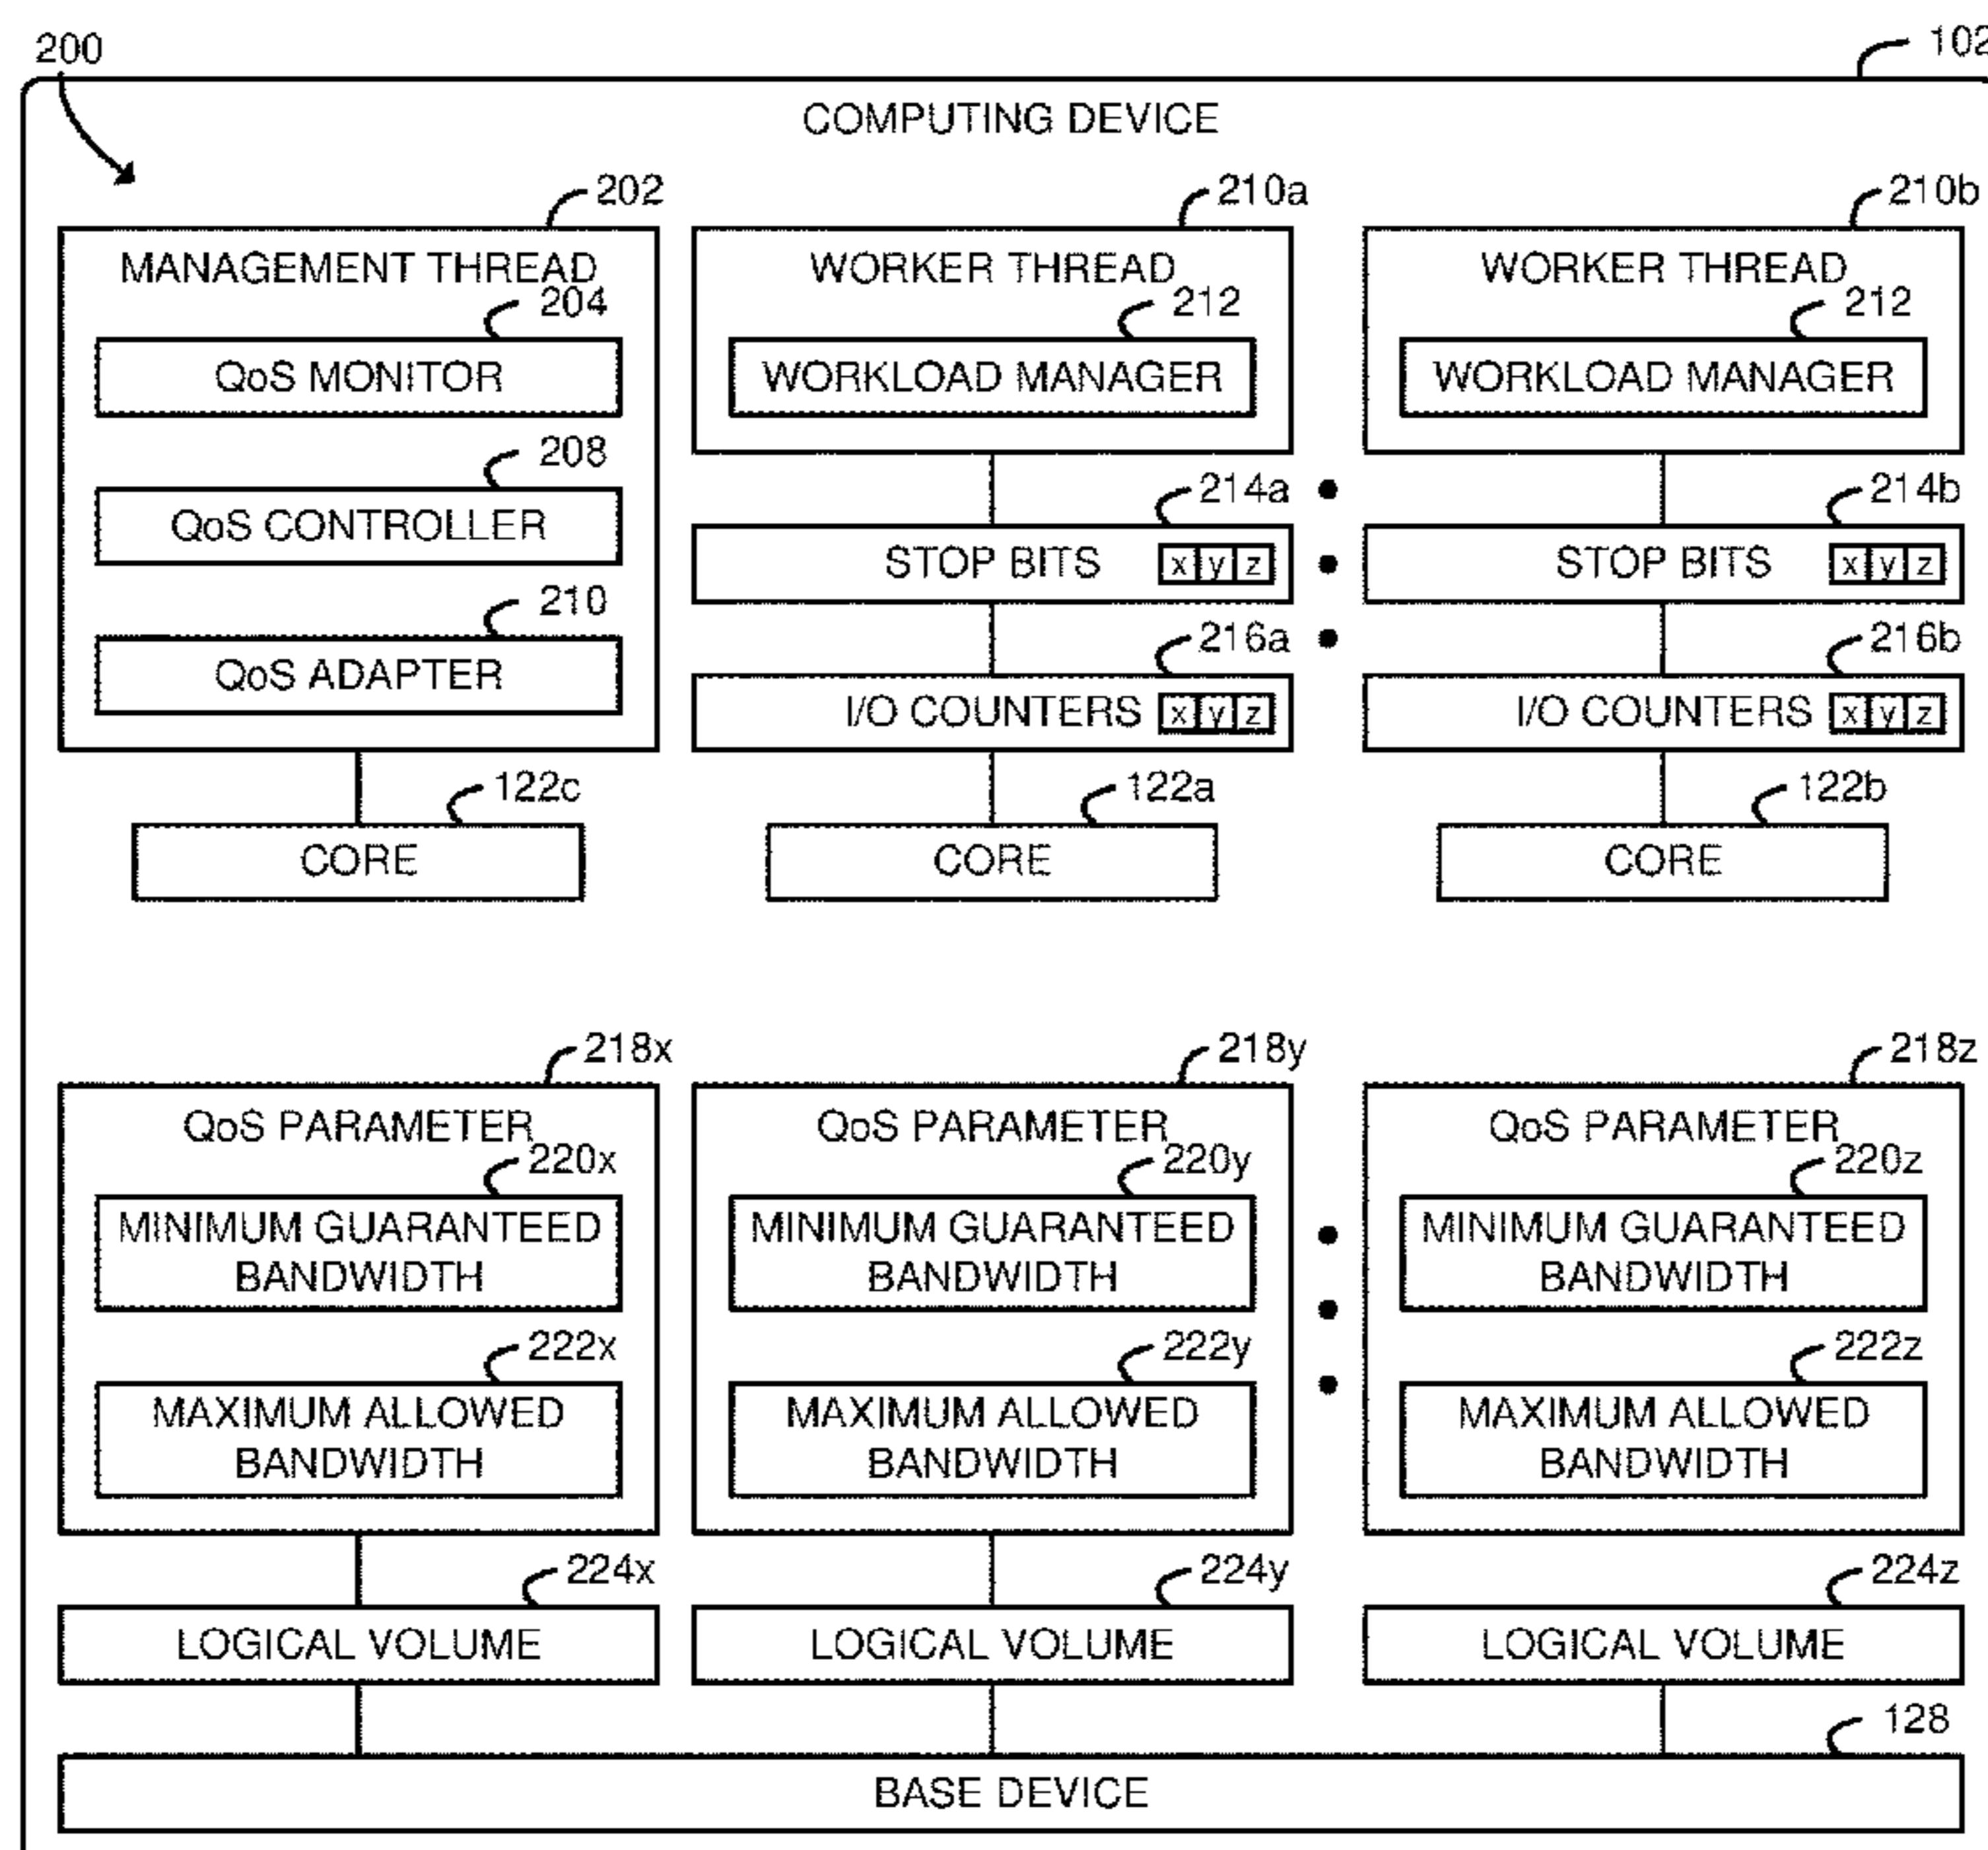 200
102
COMPUTING DEVICE
202
210a
210b
MANAGEMENT THREAD
WORKER THREAD
WORKER THREAD
204
212
212
QoS MONITOR
WORKLOAD MANAGER
WORKLOAD MANAGER
208
214a
214b
QoS CONTROLLER
STOP BITS x y z
STOP BITS x y z
210
216a
216b
QoS ADAPTER
I/O COUNTERS x y z
I/O COUNTERS x y z
122c
122a
122b
CORE
CORE
CORE
218x
218y
218z
QoS PARAMETER
QoS PARAMETER
QoS PARAMETER
220x
220y
220z
MINIMUM GUARANTEED
BANDWIDTH
MINIMUM GUARANTEED
BANDWIDTH
MINIMUM GUARANTEED
BANDWIDTH
222x
222y
222z
MAXIMUM ALLOWED
BANDWIDTH
MAXIMUM ALLOWED
BANDWIDTH
MAXIMUM ALLOWED
BANDWIDTH
224x
224y
224z
LOGICAL VOLUME
LOGICAL VOLUME
LOGICAL VOLUME
128
BASE DEVICE